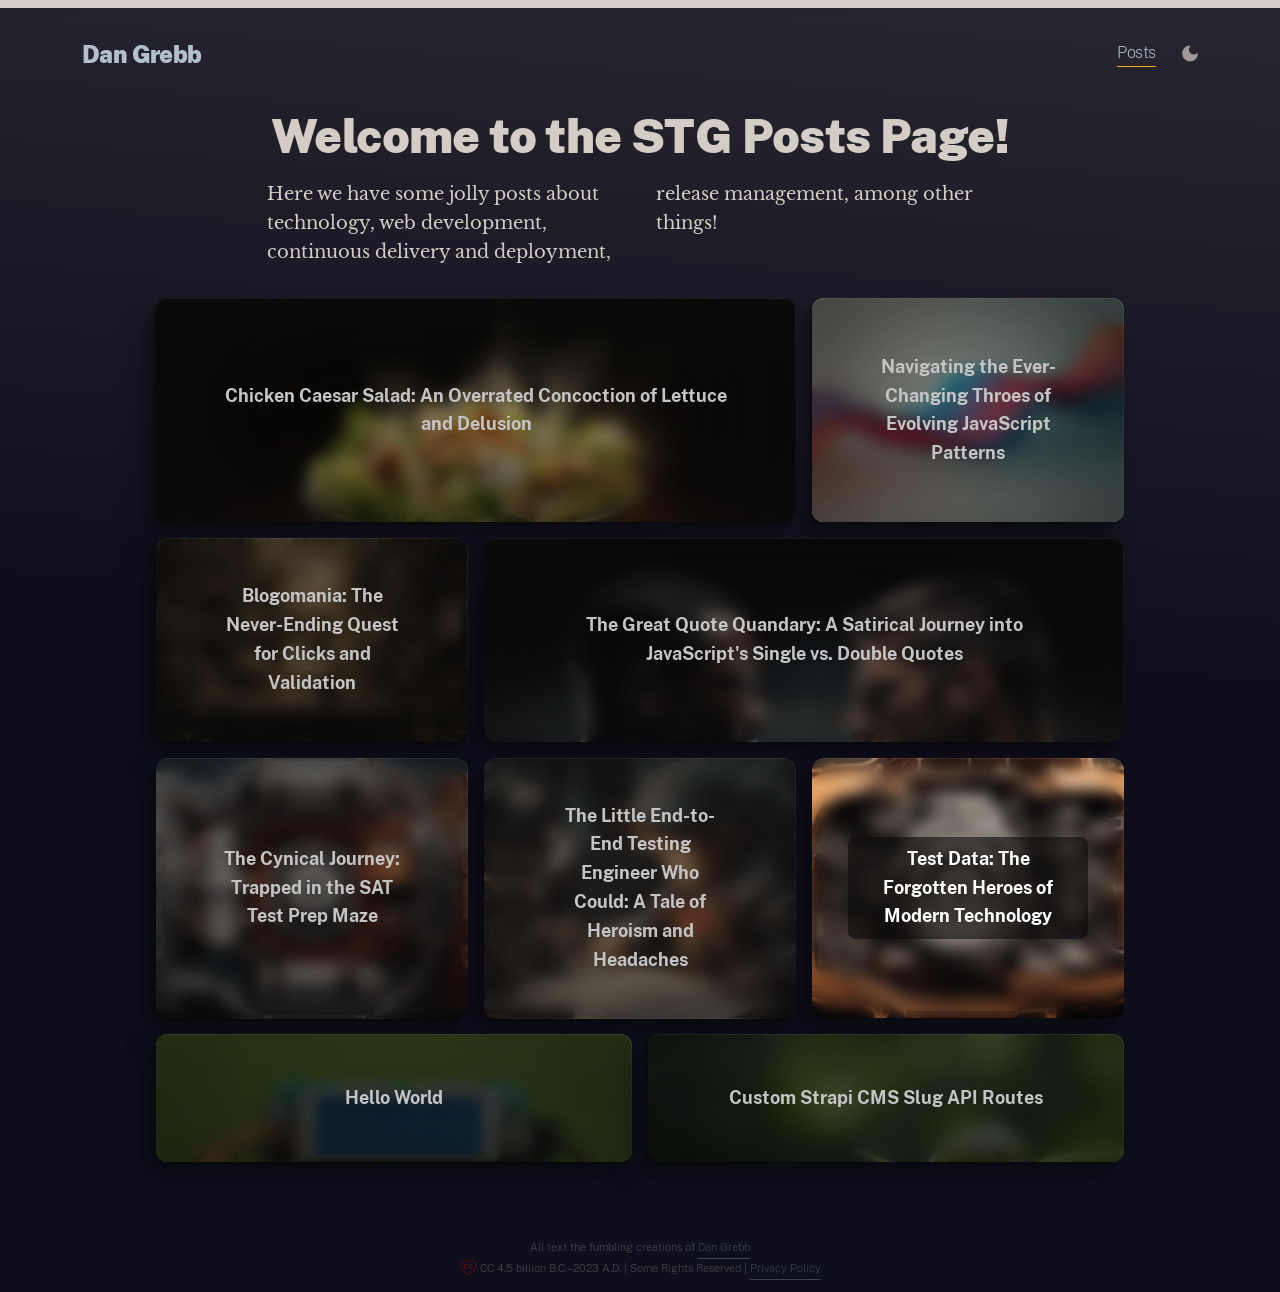 Dan Grebb
Posts
Welcome to the STG Posts Page!
Here we have some jolly posts about
technology, web development,
continuous delivery and deployment,
release management, among other
things!
Chicken Caesar Salad: An Overrated Concoction of Lettuce
and Delusion
Navigating the Ever-
Changing Throes of
Evolving JavaScript
Patterns
Blogomania: The
Never-Ending Quest
for Clicks and
Validation
The Great Quote Quandary: A Satirical Journey into
JavaScript's Single vs. Double Quotes
The Cynical Journey:
Trapped in the SAT
Test Prep Maze
The Little End-to-
End Testing
Engineer Who
Could: A Tale of
Heroism and
Headaches
Test Data: The
Forgotten Heroes of
Modern Technology
Hello World
Custom Strapi CMS Slug API Routes
All text the fumbling creations of Dan Grebb
CC 4.5 billion B.C.–2023 A.D. | Some Rights Reserved | Privacy Policy